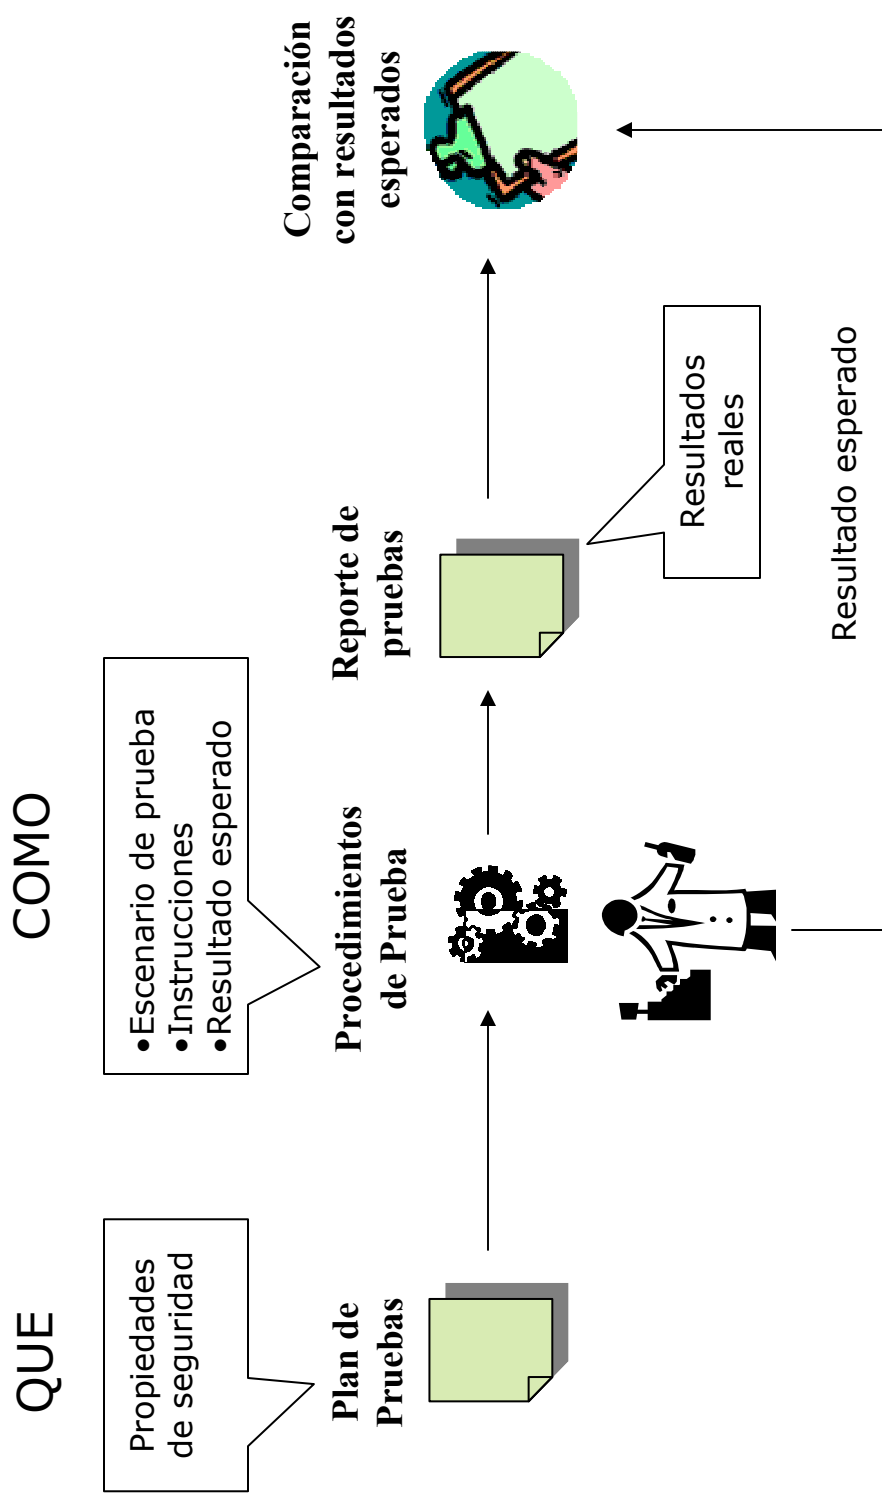 QUE
COMO
Propiedades
de seguridad
•Escenario de prueba
•Instrucciones
•Resultado esperado
Plan de
Pruebas
Procedimientos
de Prueba
Reporte de
pruebas
Comparación
con resultados
esperados
Resultados
reales
Resultado esperado